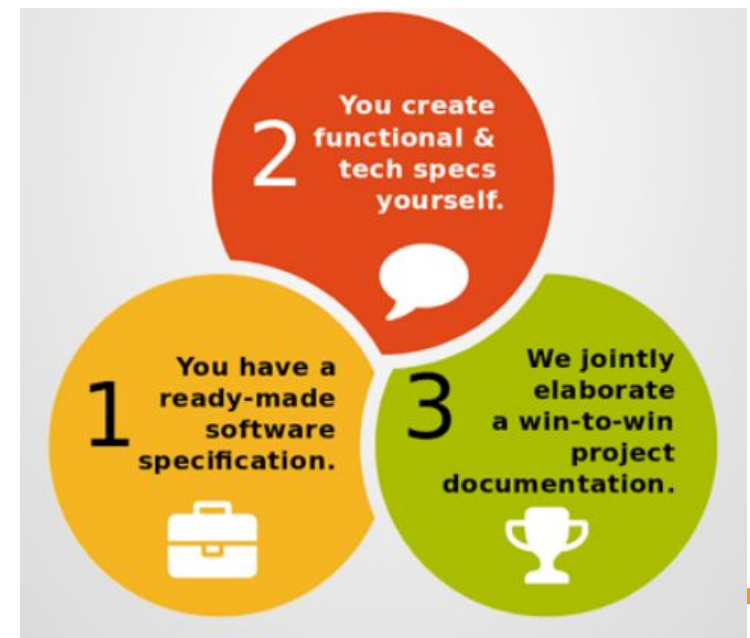 1
You have a
ready-made
software
specification.
2
You create
functional &
tech specs
yourself.
3
We jointly
elaborate
a win-to-win
project
documentation.